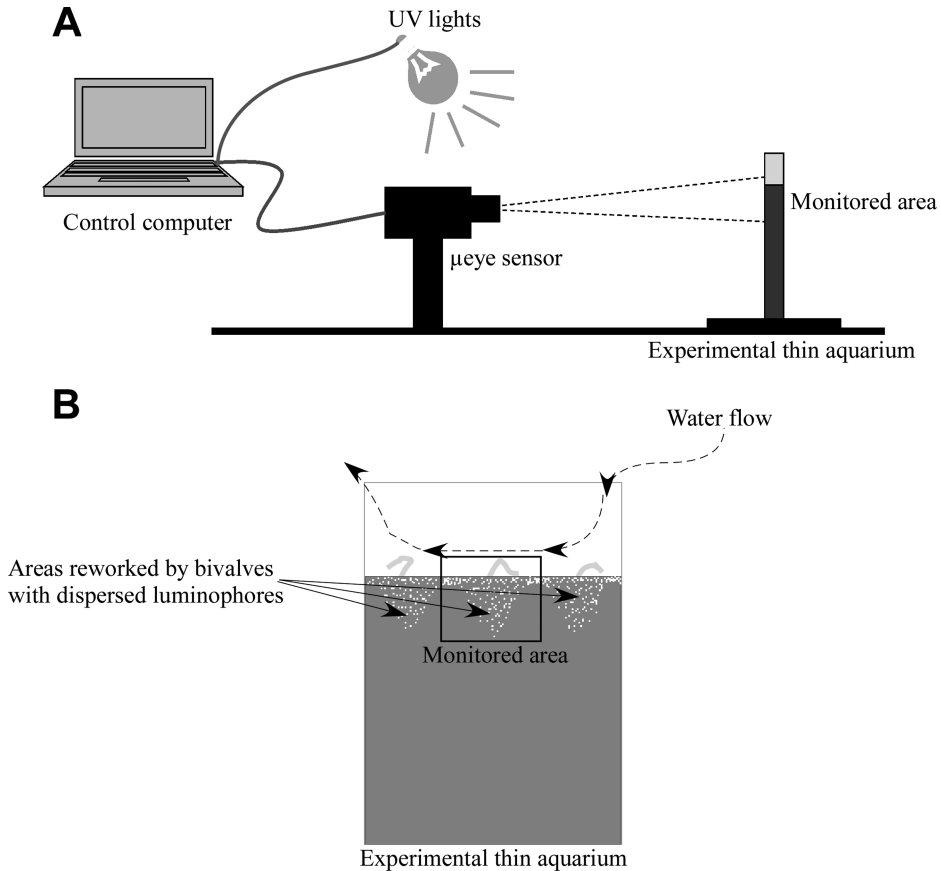 A
UV lights
Control computer
µeye sensor
Monitored area
Experimental thin aquarium
B
Water flow
Areas reworked by bivalves
with dispersed luminophores
Monitored area
Experimental thin aquarium